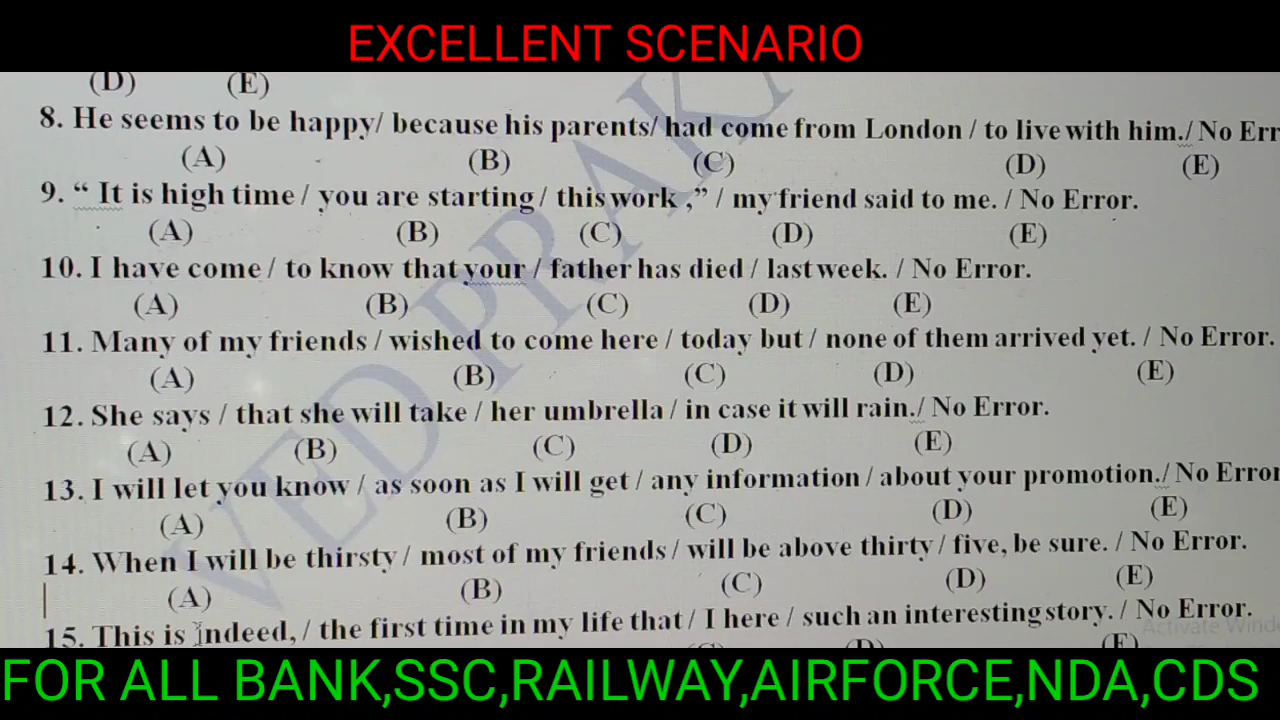 EXCELLENT SCENARIO
(D) (E)
8. He seems to be happy/ because his parents/ had come from London / to live with him./ No Err
(A) (B) (C) (D) (E)
9. “ It is high time / you are starting / this work ,” / my friend said to me. / No Error.
(A) (B) (C) (D) (E)
10. I have come / to know that your / father has died / last week. / No Error.
(A) (B) (C) (D) (E)
11. Many of my friends / wished to come here / today but / none of them arrived yet. / No Error.
(A) (B) (C) (D) (E)
12. She says / that she will take / her umbrella / in case it will rain./ No Error.
(A) (B) (C) (D) (E)
13. I will let you know / as soon as I will get / any information / about your promotion./ No Error
(A) (B) (C) (D) (E)
14. When I will be thirsty / most of my friends / will be above thirty / five, be sure. / No Error.
(A) (B) (C) (D) (E)
15. This is indeed, / the first time in my life that / I here / such an interesting story. / No Error.
Activate Windo
(C) (D) (E)
VED PRAK
FOR ALL BANK,SSC,RAILWAY,AIRFORCE,NDA,CDS